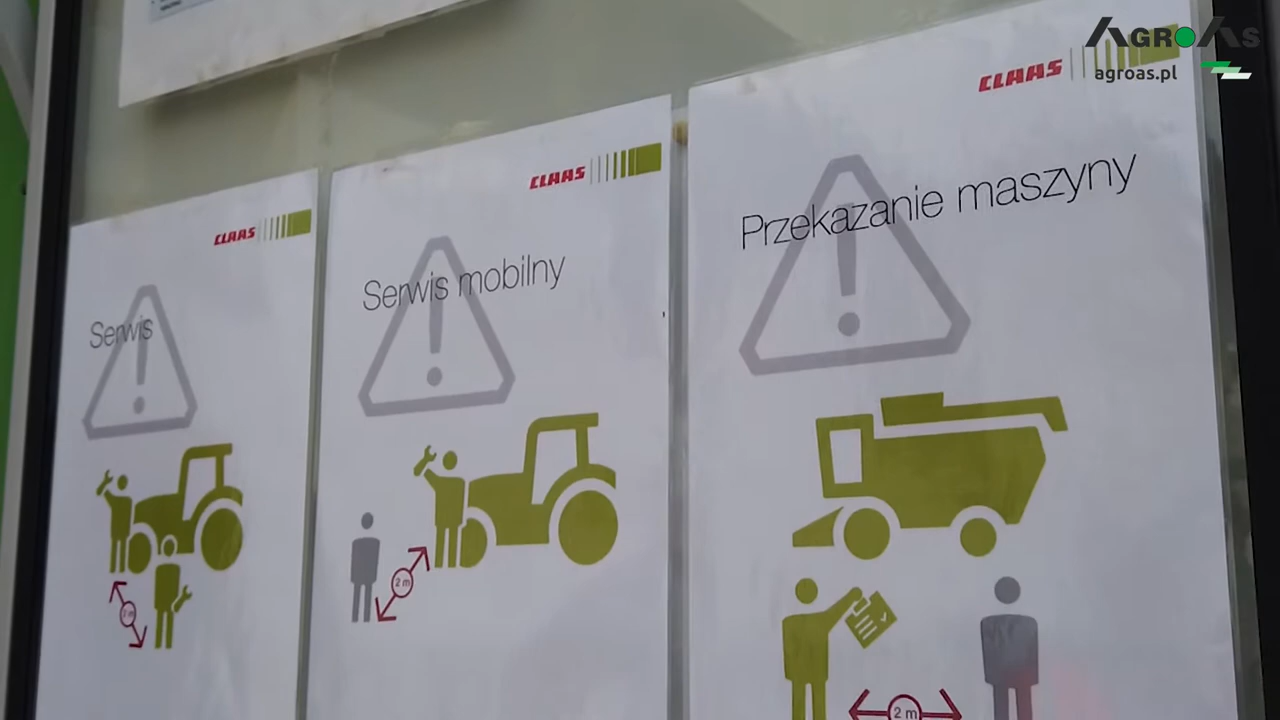 AGROAS
agroas.pl
CLAAS
Serwis
2 m
CLAAS
Serwis mobilny
2 m
CLAAS
Przekazanie maszyny
2 m